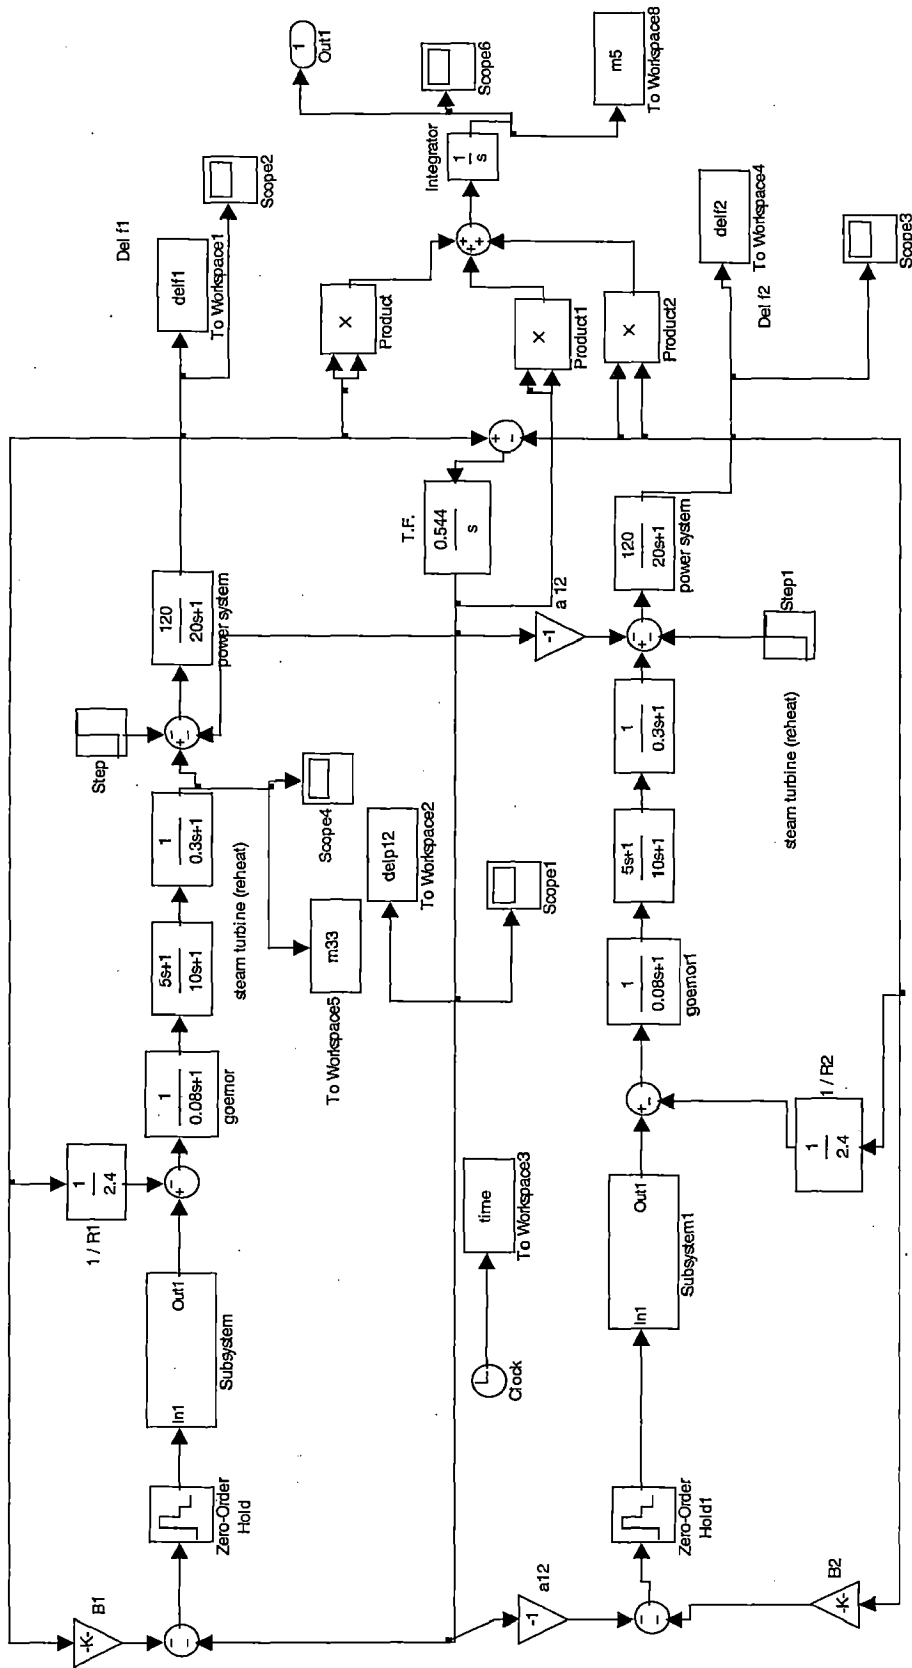 B1
-K-
Zero-Order
Hold
In1
Out1
Subsystem
1 / R1
1
2.4
+
-
1
0.08s+1
goemor
5s+1
10s+1
1
0.3s+1
steam turbine (reheat)
Step
120
20s+1
power system
delf1
To Workspace1
Del f1
Scope2
Scope4
m33
To Workspace5
delp12
To Workspace2
Scope1
T.F.
0.544
s
+
-
×
Product
×
Product1
×
Product2
+
+
+
Integrator
1
s
1
Out1
Scope6
m5
To Workspace8
Clock
time
To Workspace3
a12
-1
a 12
-1
Zero-Order
Hold1
B2
-K-
In1
Out1
Subsystem1
+
-
1 / R2
1
2.4
1
0.08s+1
goemor1
5s+1
10s+1
1
0.3s+1
steam turbine (reheat)
Step1
120
20s+1
power system
delf2
To Workspace4
Del f2
Scope3